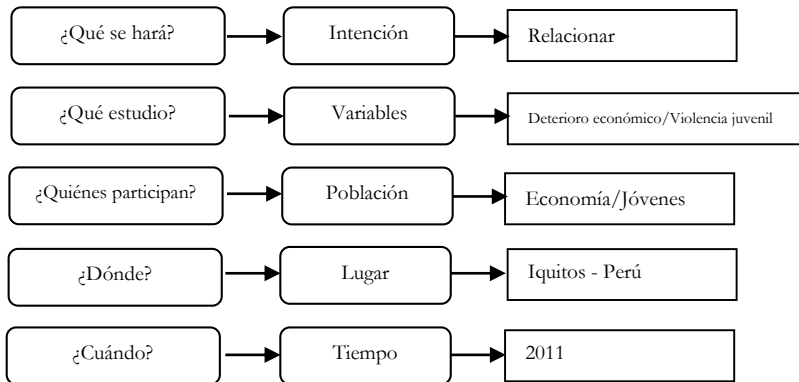 ¿Qué se hará? Intención Relacionar
¿Qué estudio? Variables Deterioro económico/Violencia juvenil
¿Quiénes participan? Población Economía/Jóvenes
¿Dónde? Lugar Iquitos - Perú
¿Cuándo? Tiempo 2011